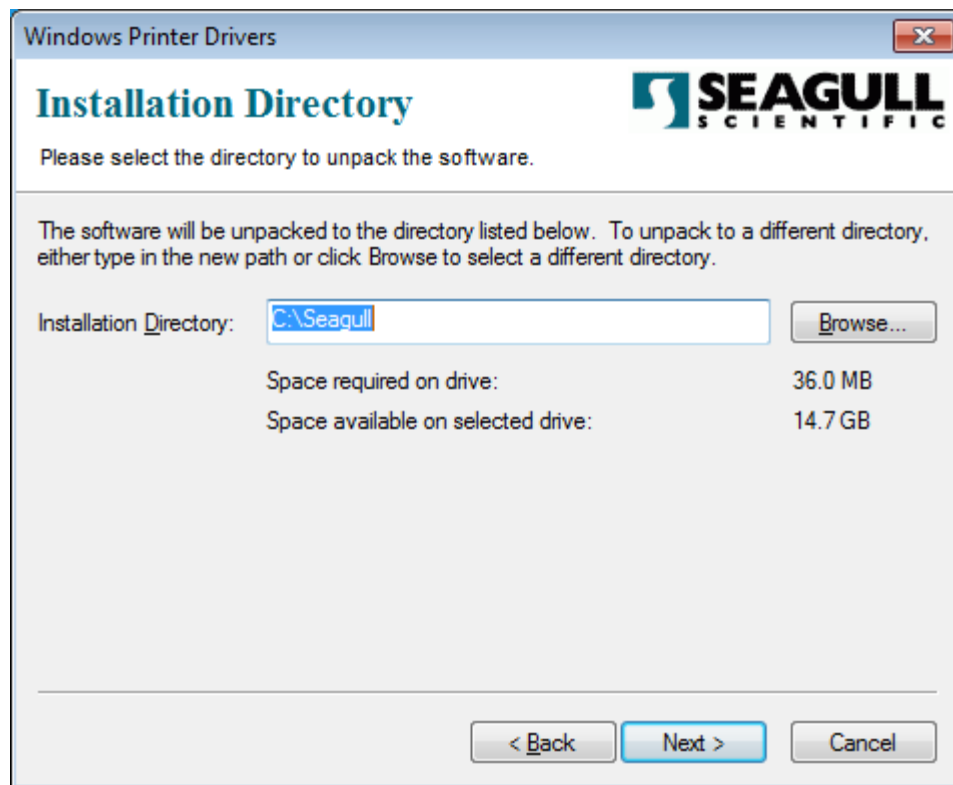 Windows Printer Drivers
Installation Directory
SEAGULL
SCIENTIFIC
Please select the directory to unpack the software.
The software will be unpacked to the directory listed below.  To unpack to a different directory,
either type in the new path or click Browse to select a different directory.
Installation Directory: C:\Seagull Browse...
Space required on drive: 36.0 MB
Space available on selected drive: 14.7 GB
< Back Next > Cancel